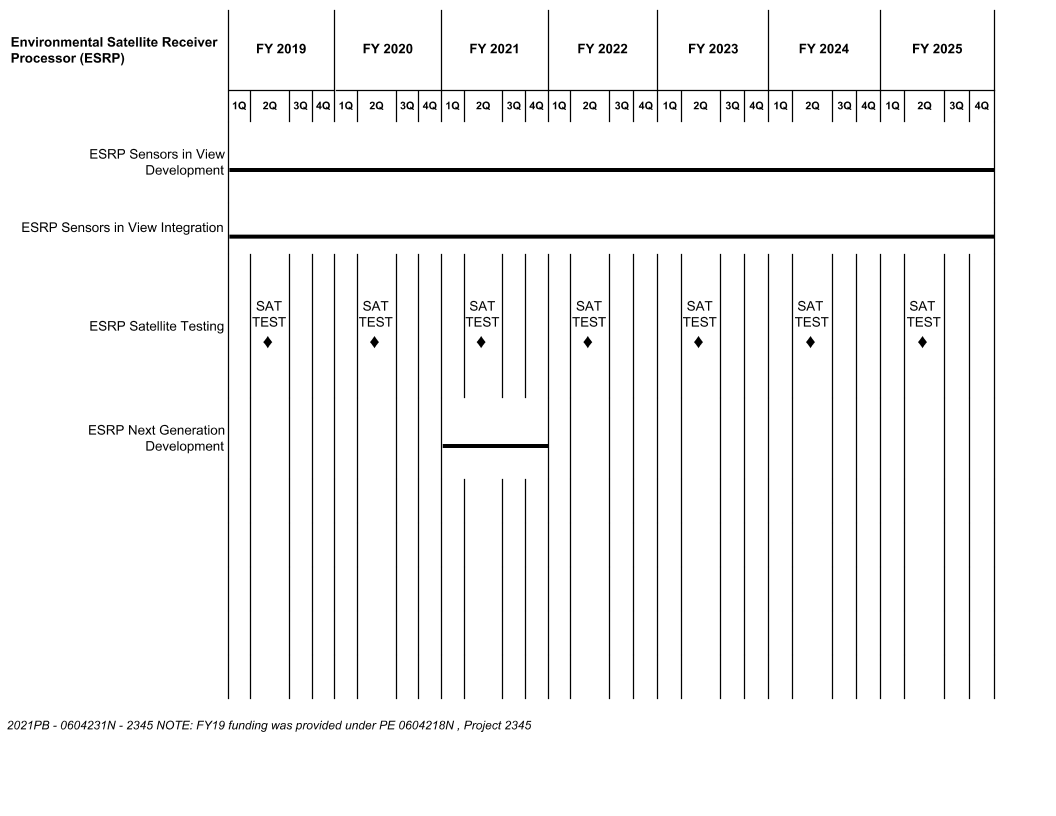 Environmental Satellite Receiver
Processor (ESRP)
FY 2019 FY 2020 FY 2021 FY 2022 FY 2023 FY 2024 FY 2025
1Q 2Q 3Q 4Q 1Q 2Q 3Q 4Q 1Q 2Q 3Q 4Q 1Q 2Q 3Q 4Q 1Q 2Q 3Q 4Q 1Q 2Q 3Q 4Q 1Q 2Q 3Q 4Q
ESRP Sensors in View
Development
ESRP Sensors in View Integration
SAT SAT SAT SAT SAT SAT SAT
TEST TEST TEST TEST TEST TEST TEST
ESRP Satellite Testing
ESRP Next Generation
Development
2021PB - 0604231N - 2345 NOTE: FY19 funding was provided under PE 0604218N , Project 2345